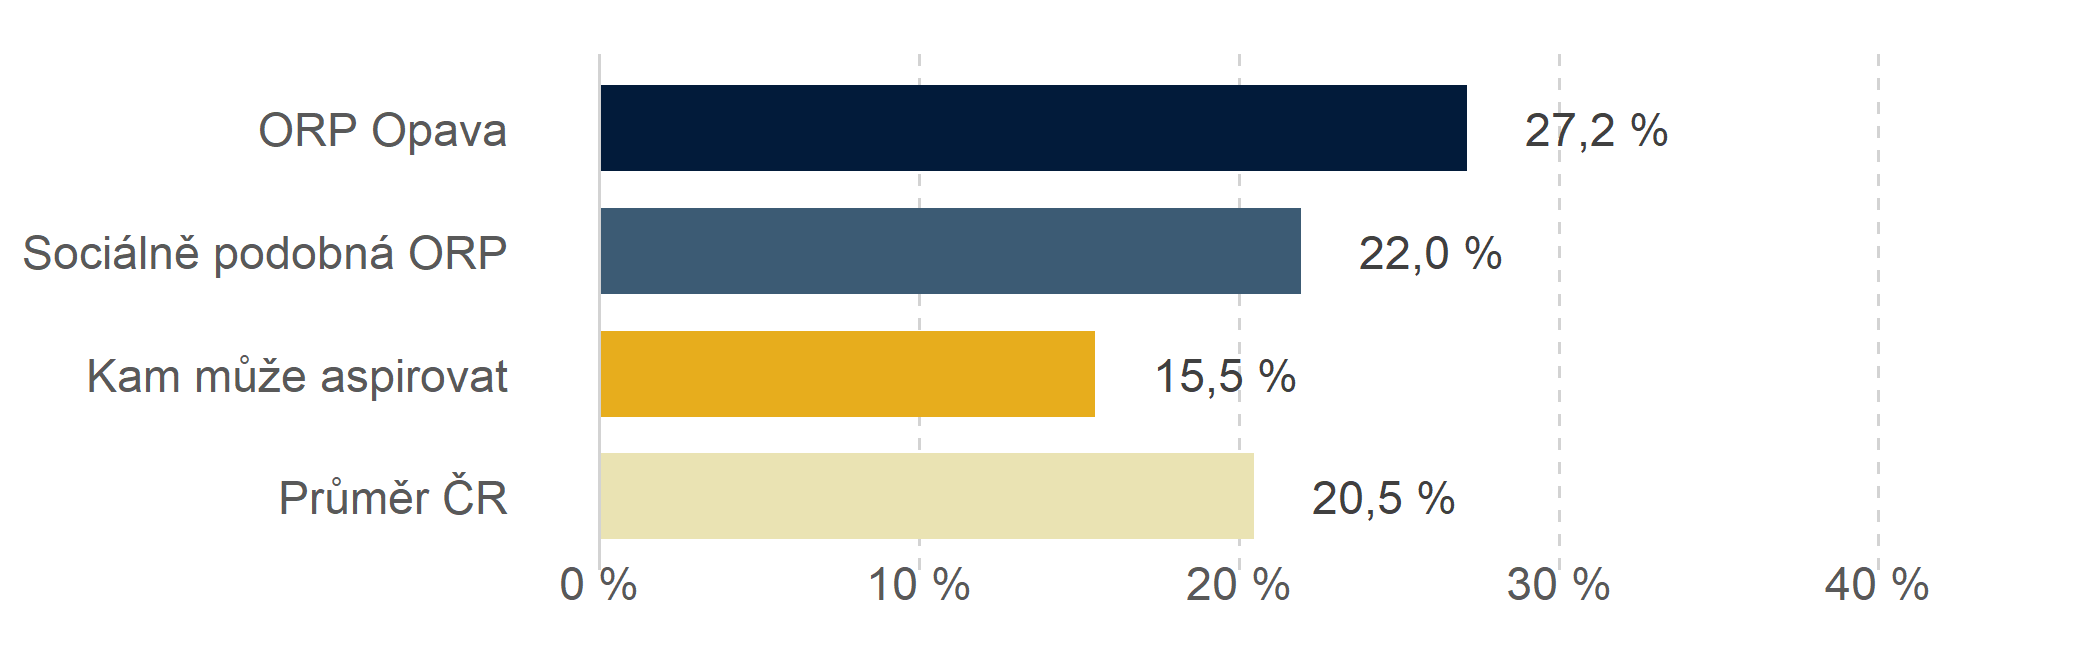 ORP Opava
27,2 %
Sociálně podobná ORP
22,0 %
Kam může aspirovat
15,5 %
Průměr ČR
20,5 %
0 %
10 %
20 %
30 %
40 %